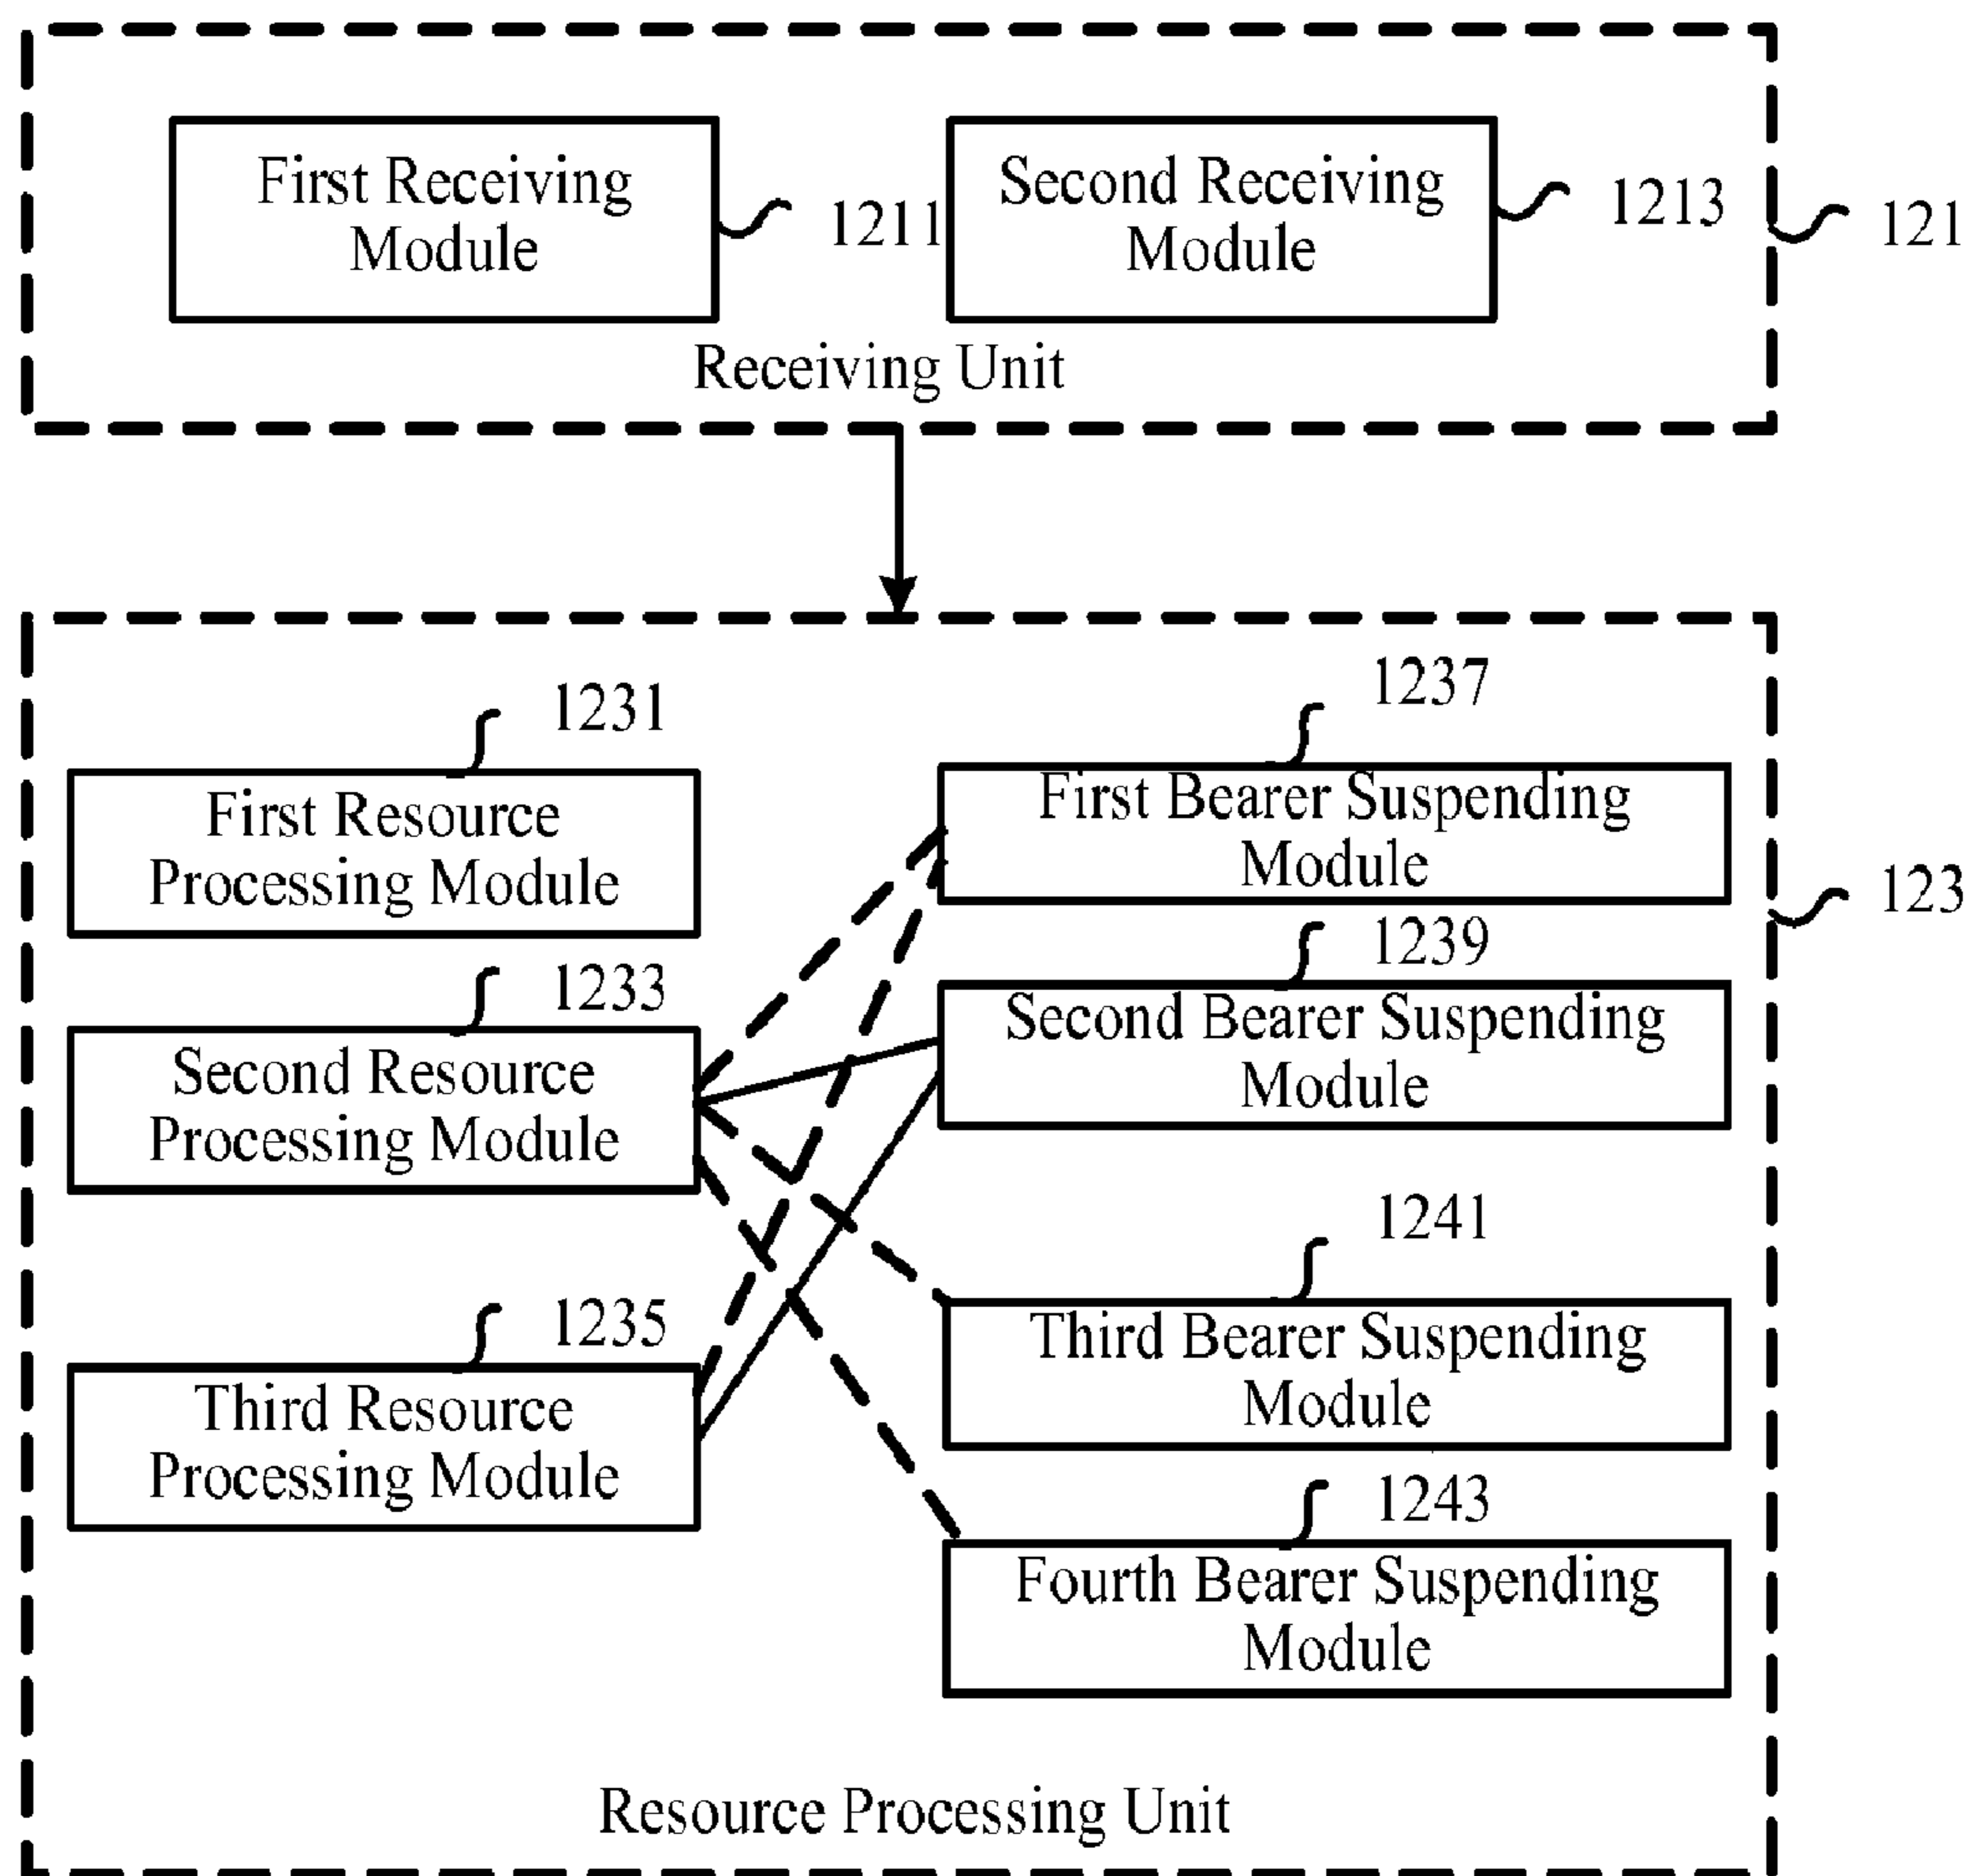 First Receiving
Module
1211
Second Receiving
Module
1213
121
Receiving Unit
1231
First Resource
Processing Module
1237
First Bearer Suspending
Module
123
1233
Second Resource
Processing Module
1239
Second Bearer Suspending
Module
1235
Third Resource
Processing Module
1241
Third Bearer Suspending
Module
1243
Fourth Bearer Suspending
Module
Resource Processing Unit